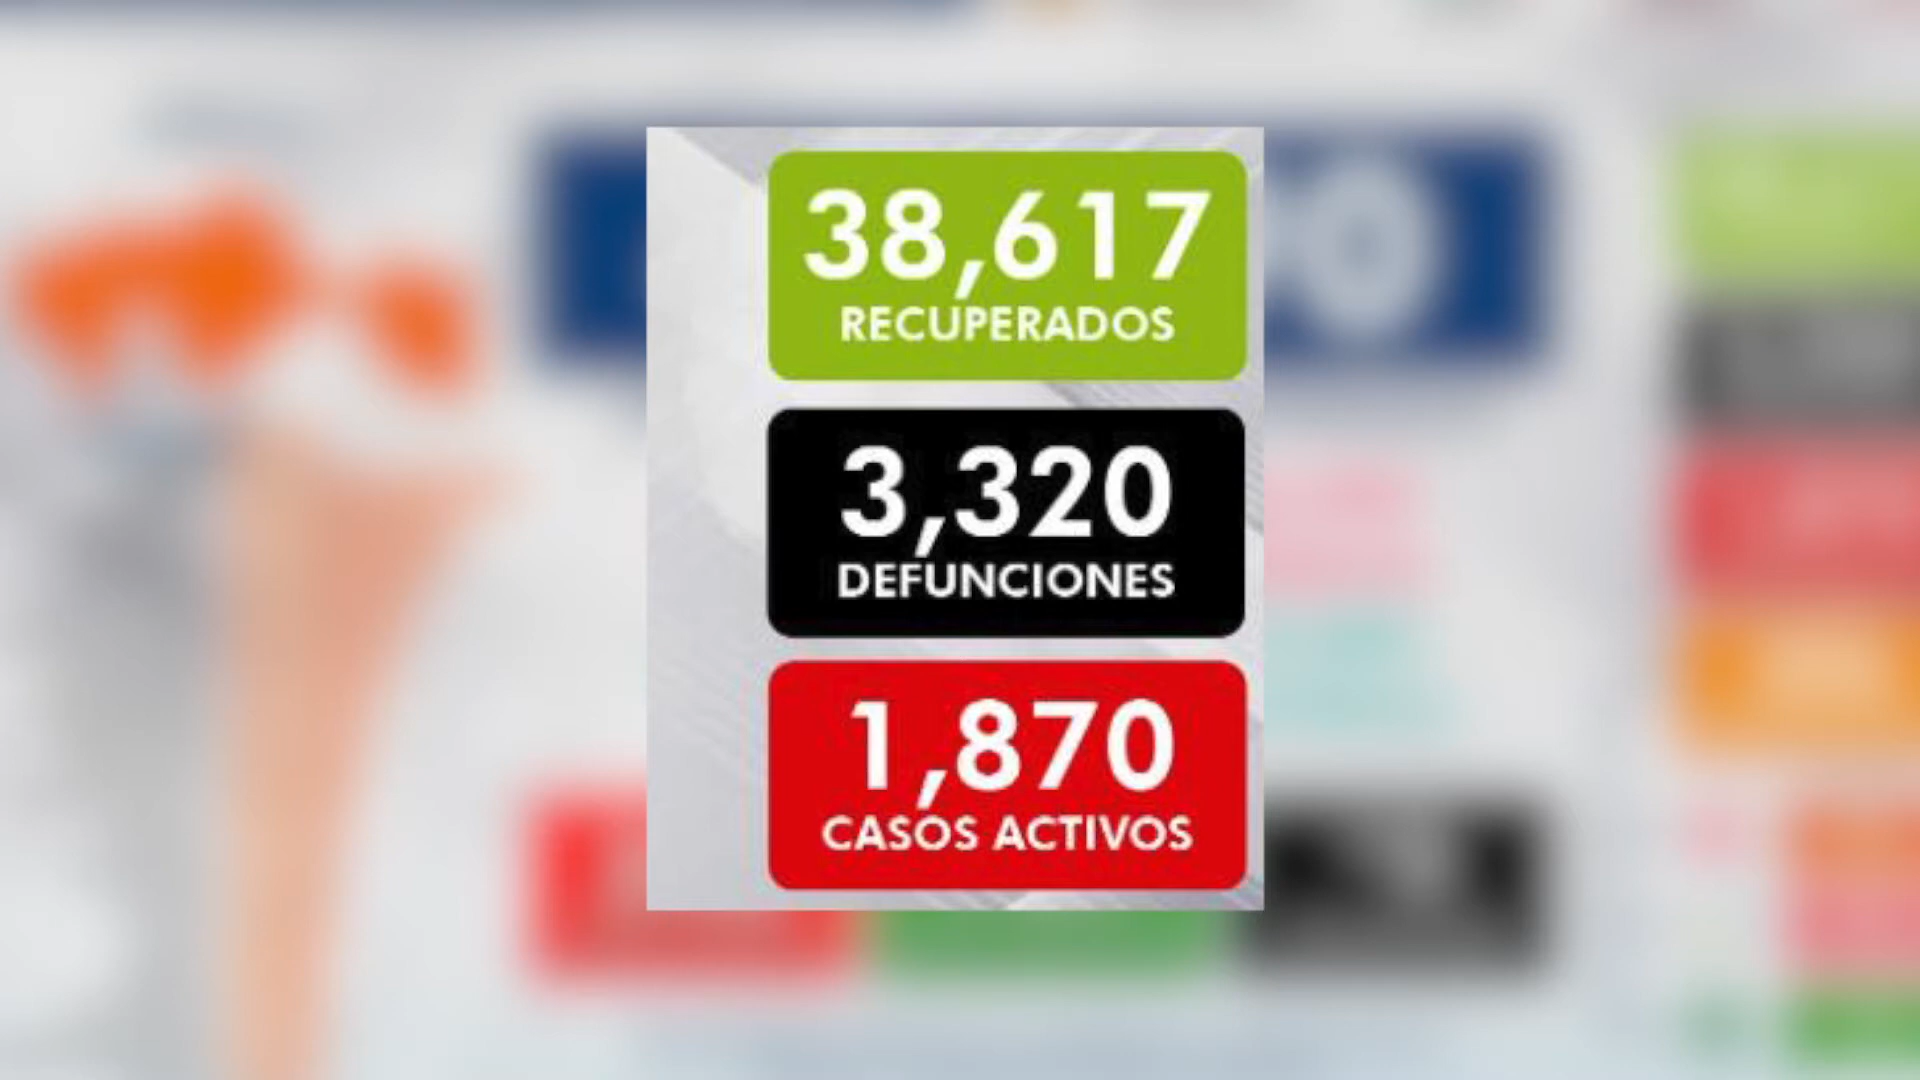 38,617
RECUPERADOS
3,320
DEFUNCIONES
1,870
CASOS ACTIVOS